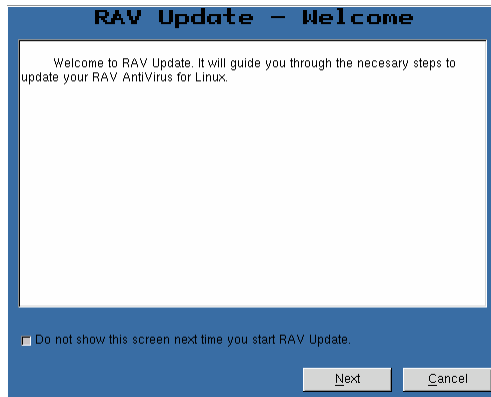 RAV Update - Welcome
Welcome to RAV Update. It will guide you through the necesary steps to
update your RAV AntiVirus for Linux.
Do not show this screen next time you start RAV Update.
Next
Cancel